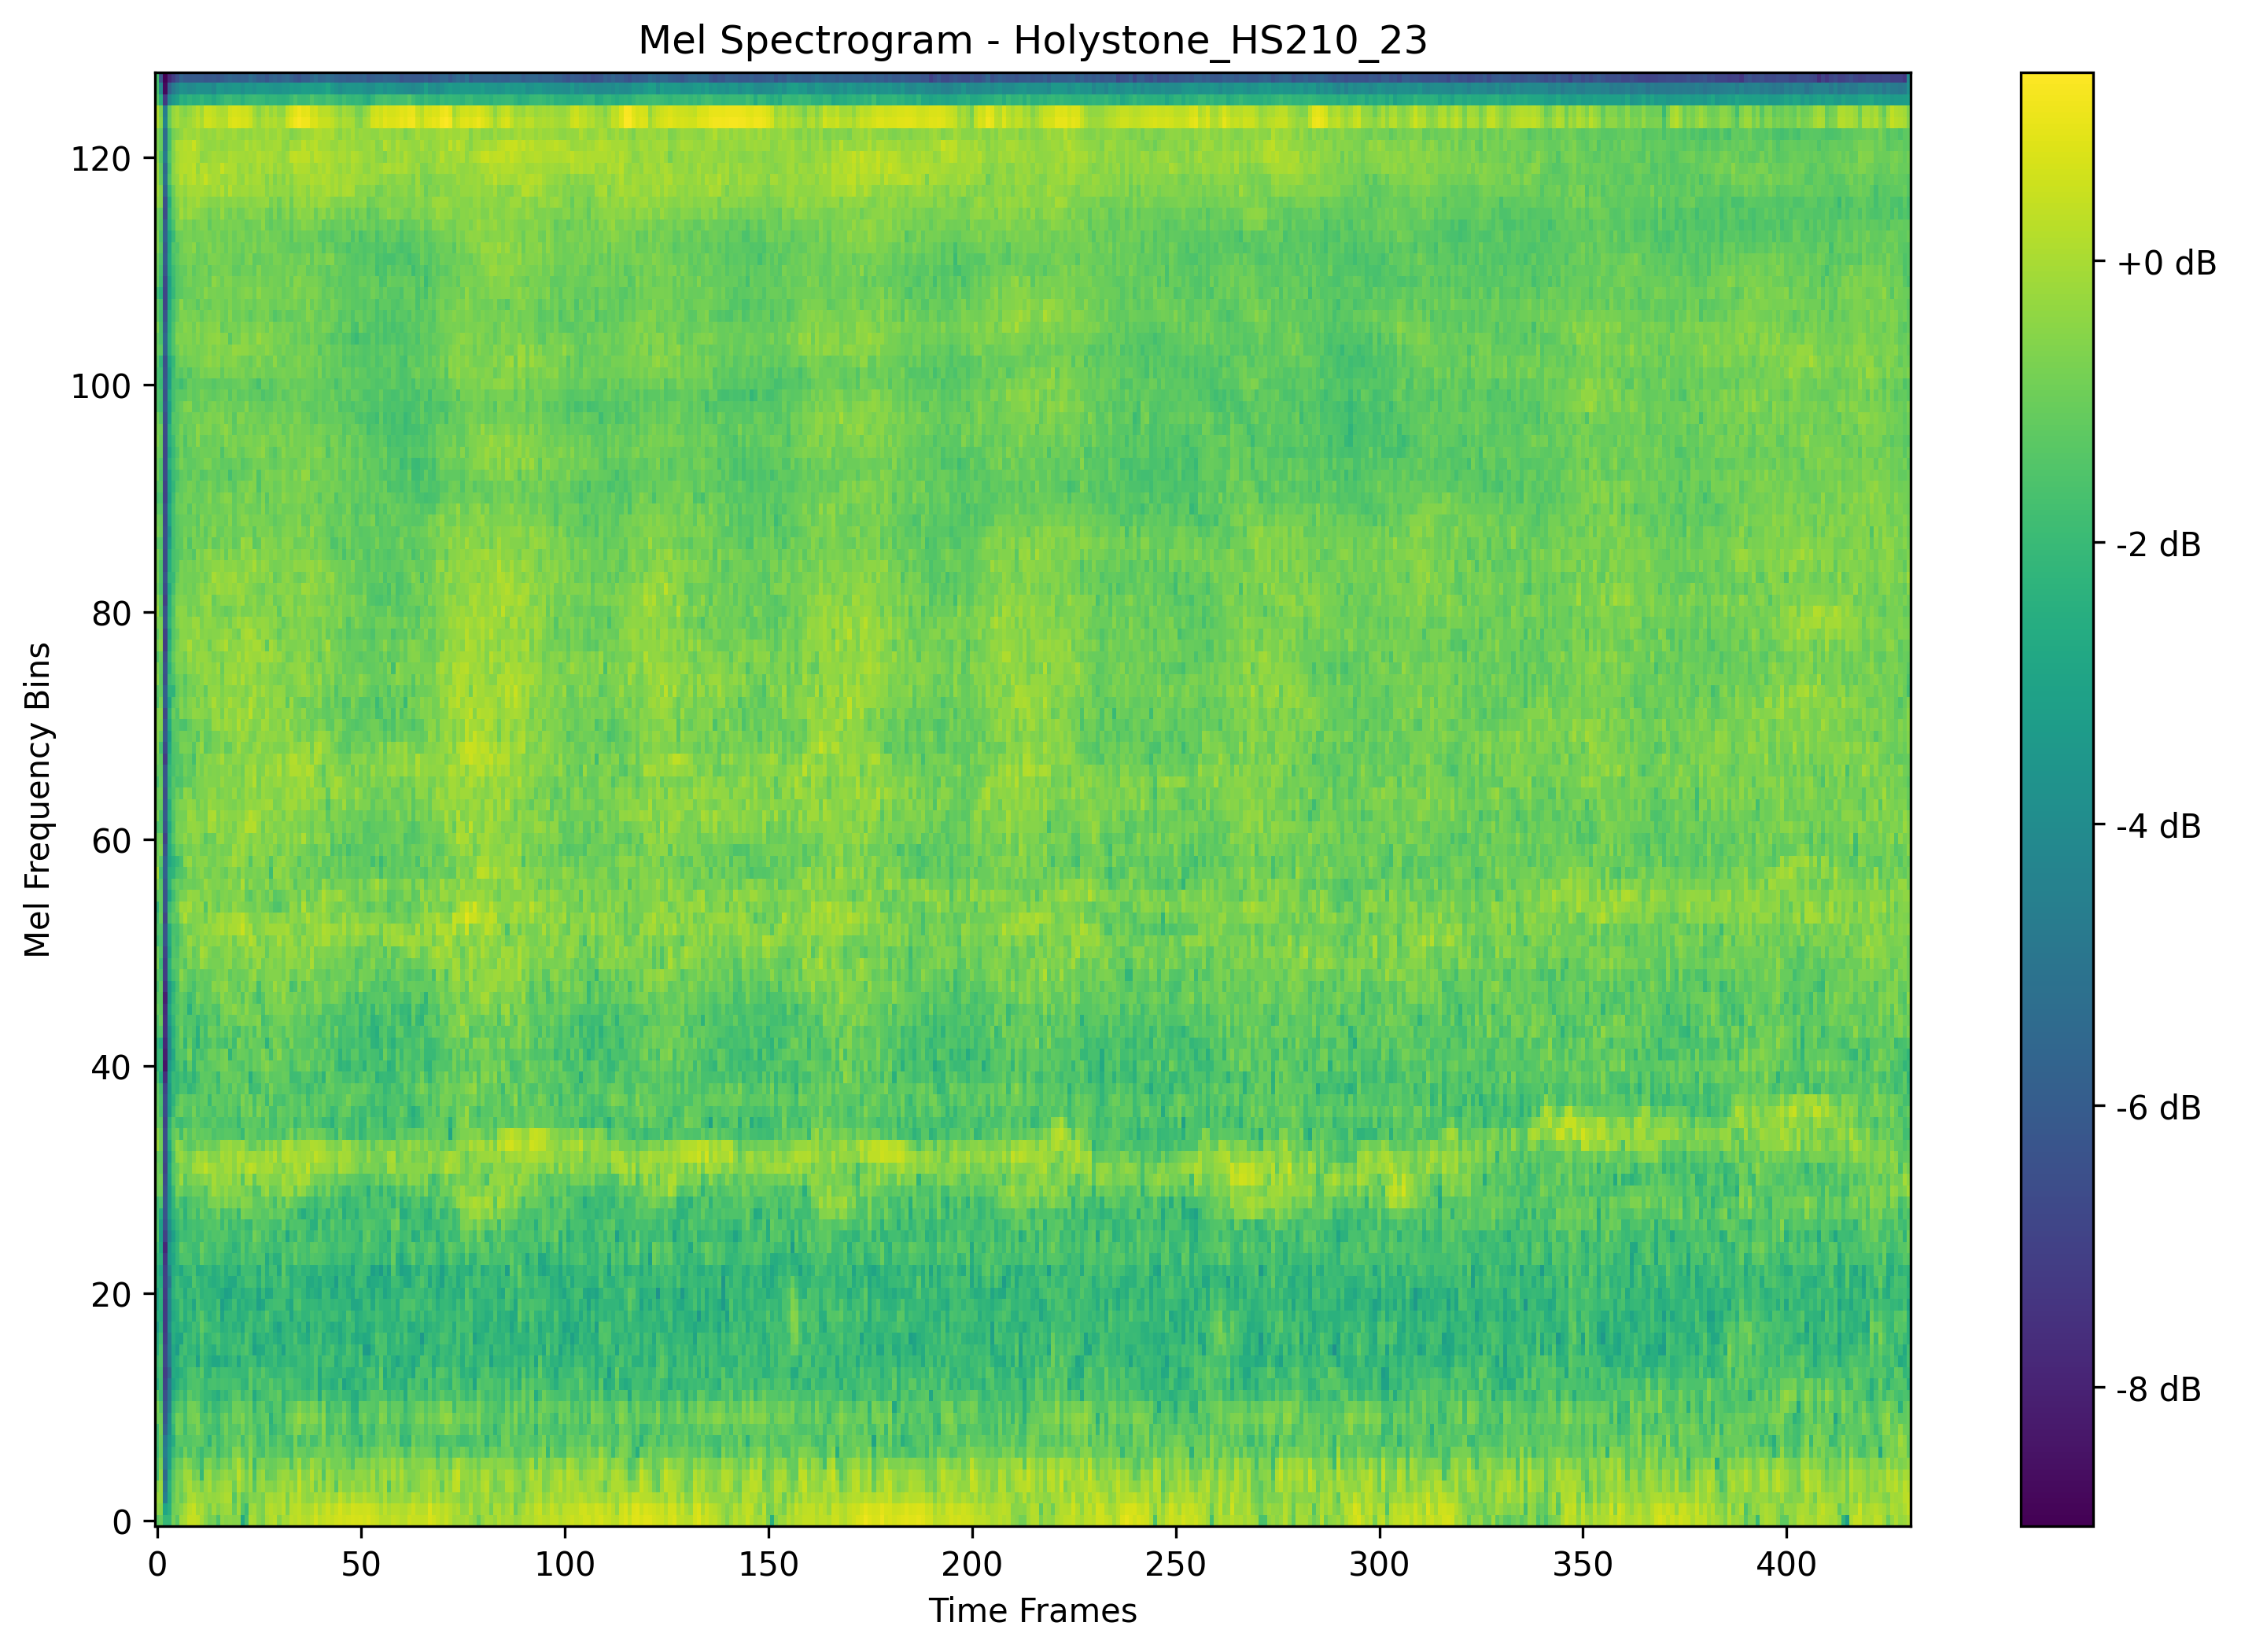 Mel Spectrogram - Holystone_HS210_23
Mel Frequency Bins
120
100
80
60
40
20
0
0 50 100 150 200 250 300 350 400
Time Frames
+0 dB
-2 dB
-4 dB
-6 dB
-8 dB